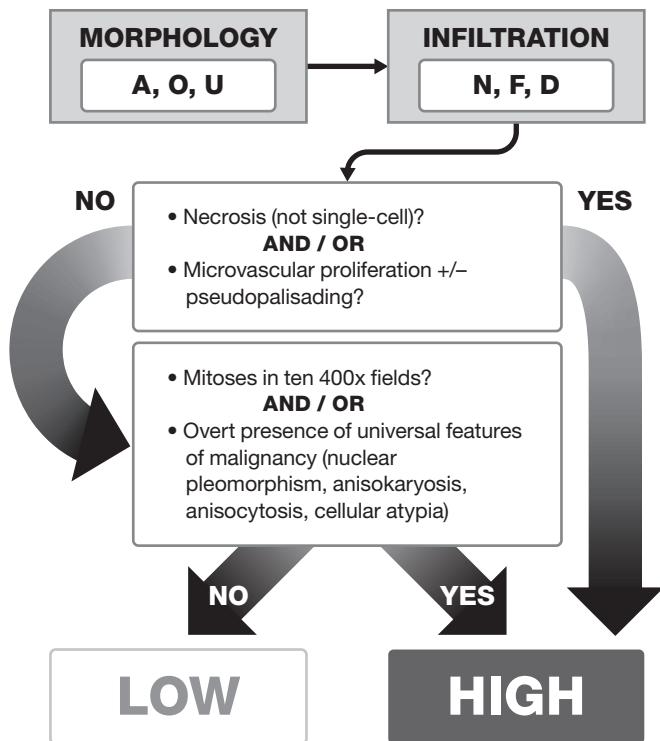 MORPHOLOGY
A, O, U
INFILTRATION
N, F, D
NO
YES
• Necrosis (not single-cell)?
AND / OR
• Microvascular proliferation +/–
pseudopalisading?
• Mitoses in ten 400x fields?
AND / OR
• Overt presence of universal features
of malignancy (nuclear
pleomorphism, anisokaryosis,
anisocytosis, cellular atypia)
NO
YES
LOW
HIGH